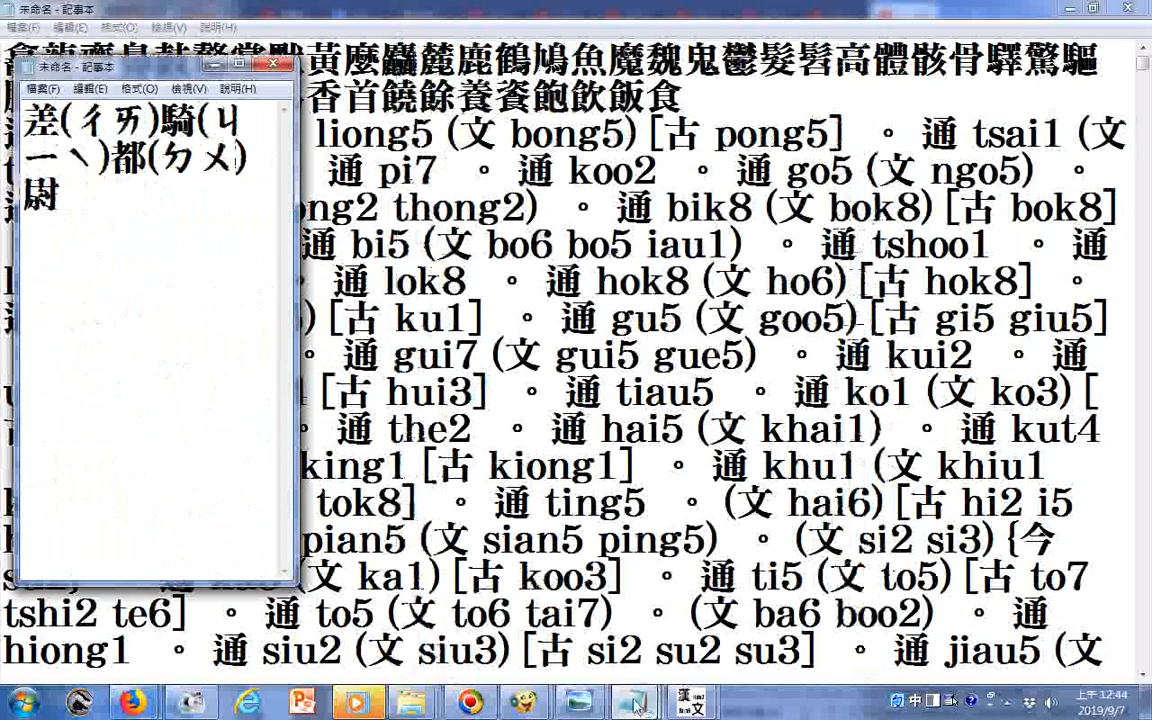 未命名 - 記事本
檔案(F) 編輯(E) 格式(O) 檢視(V) 說明(H)
黃麼麤麓鹿鶴鳩魚魔魏鬼鬱髮髫高體骸骨驛驚驅
香首饒餘養餈飽飲飯食
未命名 - 記事本
檔案(F) 編輯(E) 格式(O) 檢視(V) 說明(H)
差(ㄔㄞ)騎(ㄐ
ㄧˋ)都(ㄉㄨ)
尉
liong5 (文 bong5) [古 pong5] 。 通 tsai1 (文
通 pi7 。 通 koo2 。 通 go5 (文 ngo5) 。
ong2 thong2) 。 通 bik8 (文 bok8) [古 bok8]
通 bi5 (文 bo6 bo5 iau1) 。 通 tshoo1 。 通
通 lok8 。 通 hok8 (文 ho6) [古 hok8] 。
) [古 ku1] 。 通 gu5 (文 goo5) [古 gi5 giu5]
。 通 gui7 (文 gui5 gue5) 。 通 kui2 。 通
[古 hui3] 。 通 tiau5 。 通 ko1 (文 ko3) [
通 the2 。 通 hai5 (文 khai1) 。 通 kut4
king1 [古 kiong1] 。 通 khu1 (文 khiu1
tok8] 。 通 ting5 。 (文 hai6) [古 hi2 i5
pian5 (文 sian5 ping5) 。 (文 si2 si3) {今
(文 ka1) [古 koo3] 。 通 ti5 (文 to5) [古 to7
tshi2 te6] 。 通 to5 (文 to6 tai7) 。 (文 ba6 boo2) 。 通
hiong1 。 通 siu2 (文 siu3) [古 si2 su2 su3] 。 通 jiau5 (文
漢
中
上午 12:44
2019/9/7